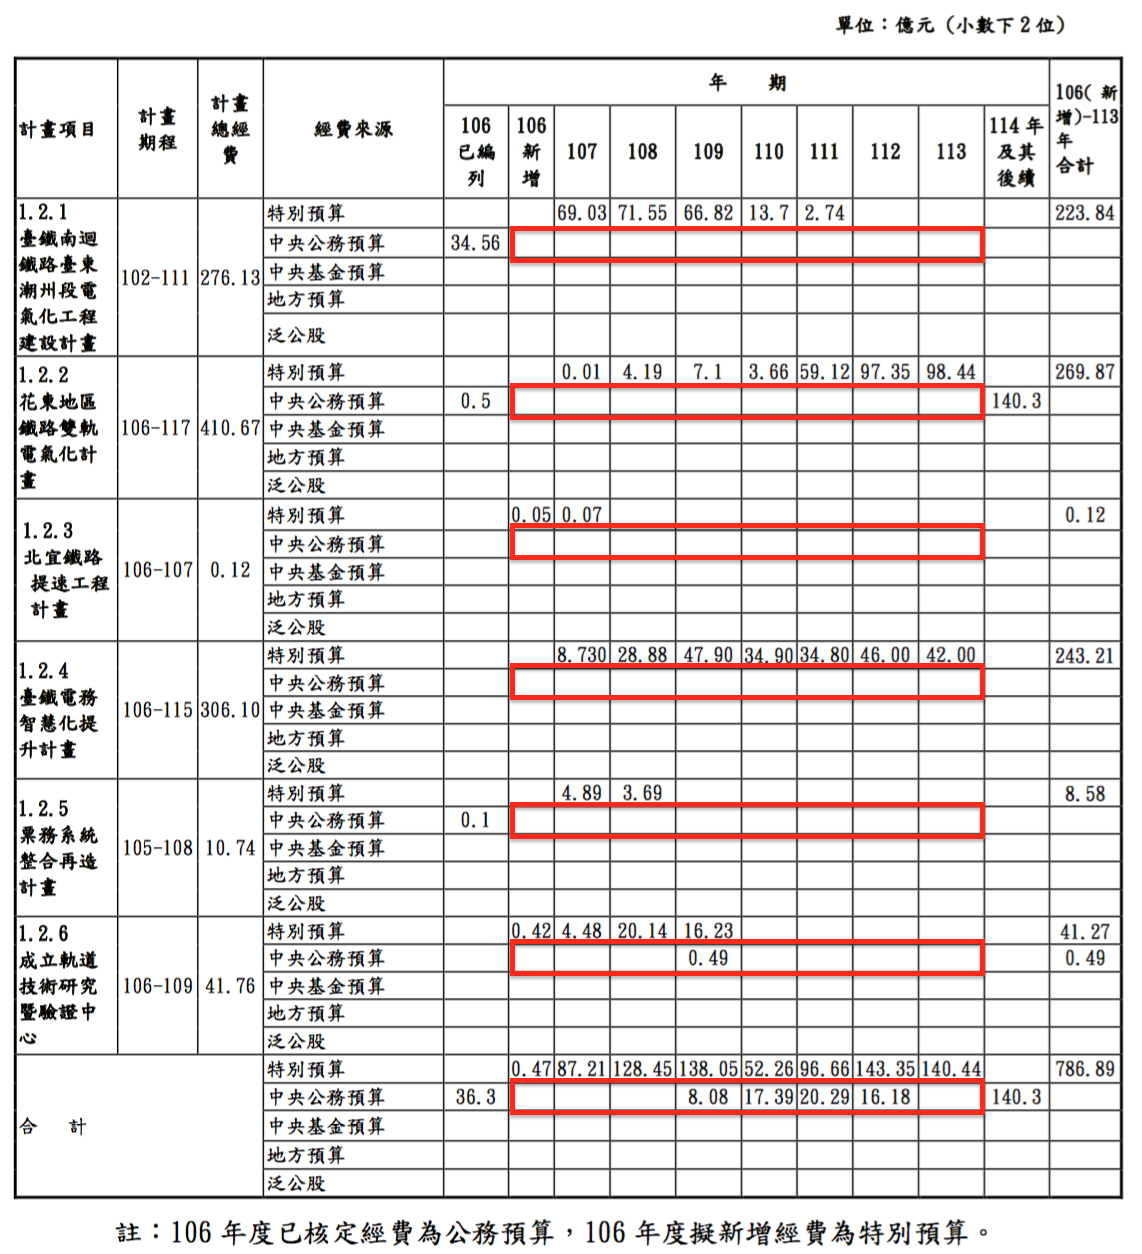 單位：億元（小數下2位）
計畫項目 計畫期程 計畫總經費 經費來源 年 期 106(新增)-113年合計
106已編列 106新增 107 108 109 110 111 112 113 114年及其後續
1.2.1
臺鐵南迴
鐵路臺東
潮州段電
氣化工程
建設計畫
102-111 276.13
特別預算 69.03 71.55 66.82 13.7 2.74 223.84
中央公務預算 34.56
中央基金預算
地方預算
泛公股
1.2.2
花東地區
鐵路雙軌
電氣化計
畫
106-117 410.67
特別預算 0.01 4.19 7.1 3.66 59.12 97.35 98.44 269.87
中央公務預算 0.5 140.3
中央基金預算
地方預算
泛公股
1.2.3
北宜鐵路
提速工程
計畫
106-107 0.12
特別預算 0.05 0.07 0.12
中央公務預算
中央基金預算
地方預算
泛公股
1.2.4
臺鐵電務
智慧化提
升計畫
106-115 306.10
特別預算 8.730 28.88 47.90 34.90 34.80 46.00 42.00 243.21
中央公務預算
中央基金預算
地方預算
泛公股
1.2.5
票務系統
整合再造
計畫
105-108 10.74
特別預算 4.89 3.69 8.58
中央公務預算 0.1
中央基金預算
地方預算
泛公股
1.2.6
成立軌道
技術研究
暨驗證中
心
106-109 41.76
特別預算 0.42 4.48 20.14 16.23 41.27
中央公務預算 0.49 0.49
中央基金預算
地方預算
泛公股
合 計
特別預算 0.47 87.21 128.45 138.05 52.26 96.66 143.35 140.44 786.89
中央公務預算 36.3 8.08 17.39 20.29 16.18 140.3
中央基金預算
地方預算
泛公股
註：106年度已核定經費為公務預算，106年度擬新增經費為特別預算。